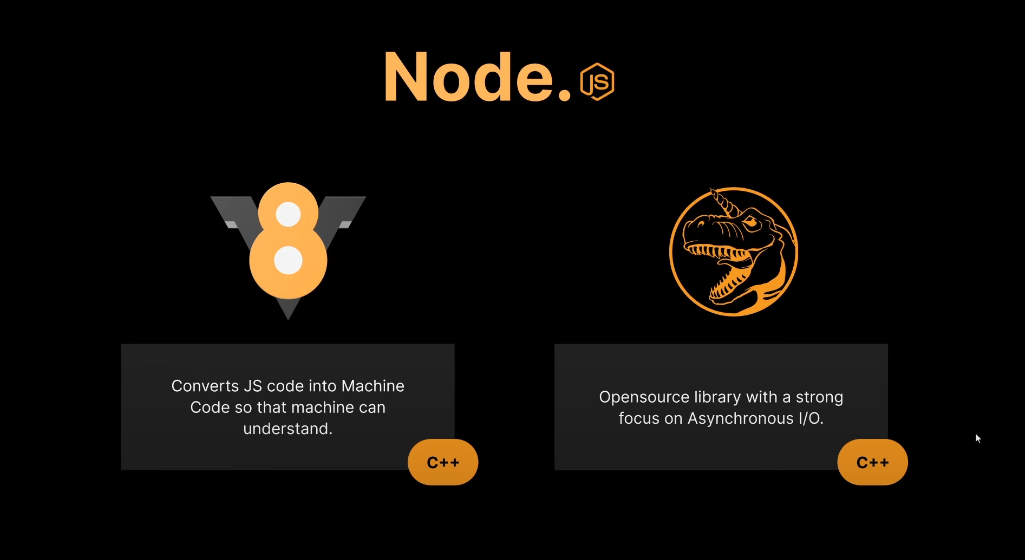 Node.JS
8
Converts JS code into Machine
Code so that machine can
understand.
C++
Opensource library with a strong
focus on Asynchronous I/O.
C++